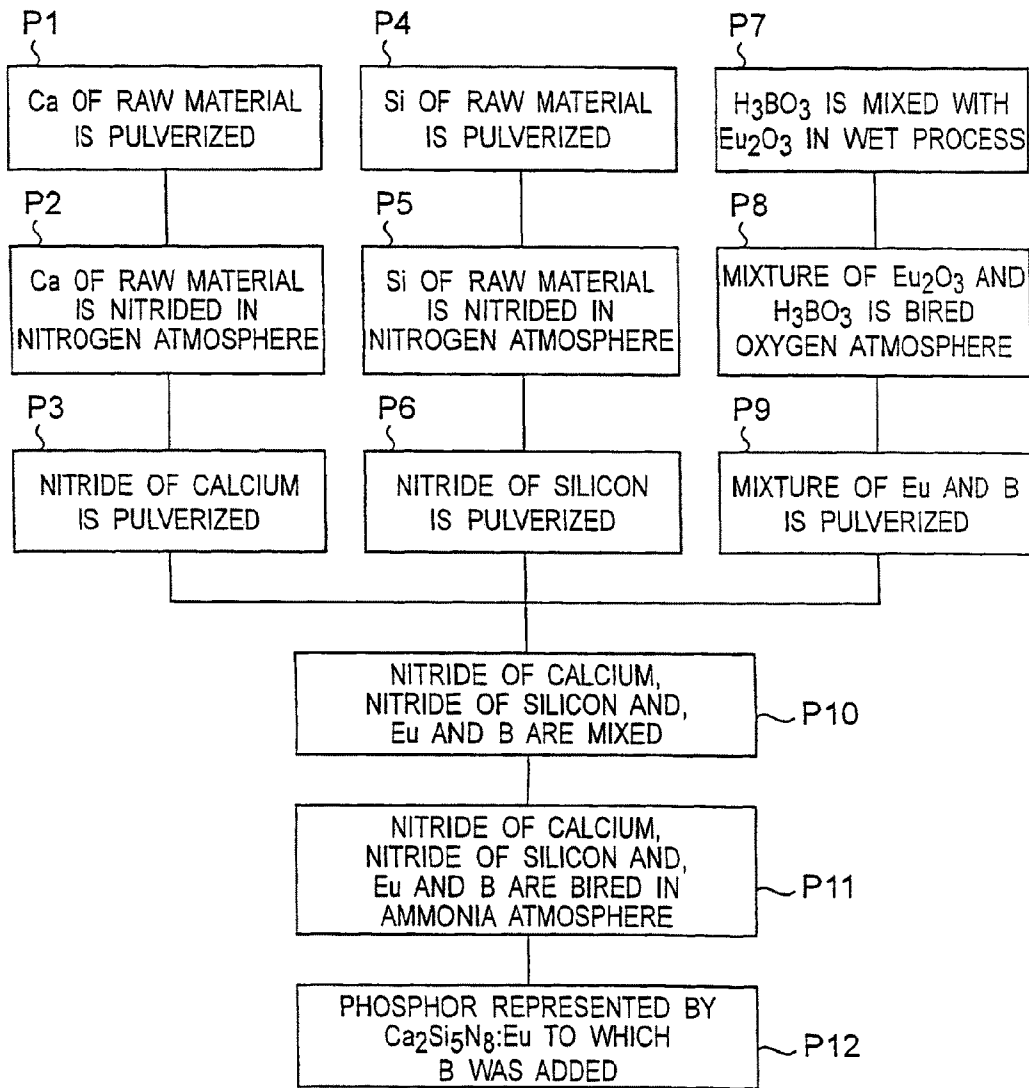 P1
Ca OF RAW MATERIAL
IS PULVERIZED
P4
Si OF RAW MATERIAL
IS PULVERIZED
P7
H3BO3 IS MIXED WITH
Eu2O3 IN WET PROCESS
P2
Ca OF RAW MATERIAL
IS NITRIDED IN
NITROGEN ATMOSPHERE
P5
Si OF RAW MATERIAL
IS NITRIDED IN
NITROGEN ATMOSPHERE
P8
MIXTURE OF Eu2O3 AND
H3BO3 IS BIRED
OXYGEN ATMOSPHERE
P3
NITRIDE OF CALCIUM
IS PULVERIZED
P6
NITRIDE OF SILICON
IS PULVERIZED
P9
MIXTURE OF Eu AND B
IS PULVERIZED
NITRIDE OF CALCIUM,
NITRIDE OF SILICON AND,
Eu AND B ARE MIXED
P10
NITRIDE OF CALCIUM,
NITRIDE OF SILICON AND,
Eu AND B ARE BIRED IN
AMMONIA ATMOSPHERE
P11
PHOSPHOR REPRESENTED BY
Ca2Si5N8:Eu TO WHICH
B WAS ADDED
P12